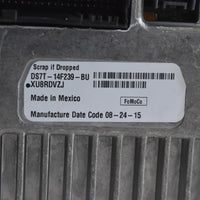 Scrap if Dropped
DS7T-14F239-BU
XU8RDVZJ
Made in Mexico
FoMoCo
Manufacture Date Code 08-24-15